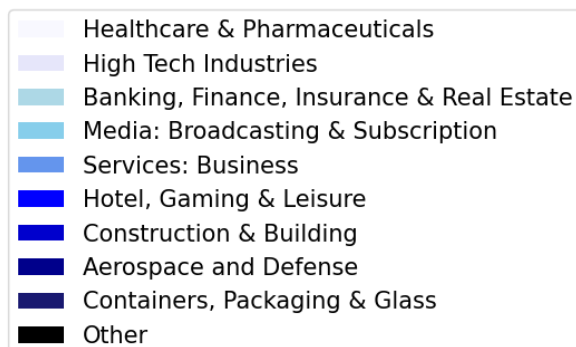 Healthcare & Pharmaceuticals
High Tech Industries
Banking, Finance, Insurance & Real Estate
Media: Broadcasting & Subscription
Services: Business
Hotel, Gaming & Leisure
Construction & Building
Aerospace and Defense
Containers, Packaging & Glass
Other